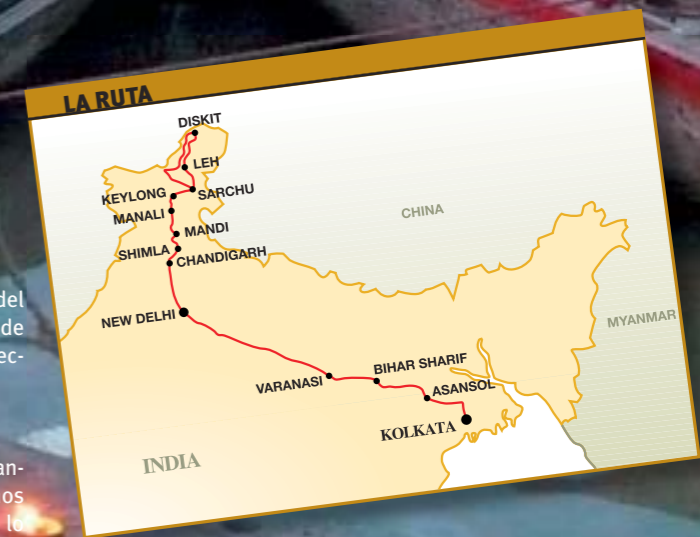 LA RUTA
DISKIT
LEH
KEYLONG
SARCHU
MANALI
MANDI
SHIMLA
CHANDIGARH
CHINA
NEW DELHI
MYANMAR
VARANASI
BIHAR SHARIF
ASANSOL
KOLKATA
INDIA
del
de
ec-
an-
os
lo